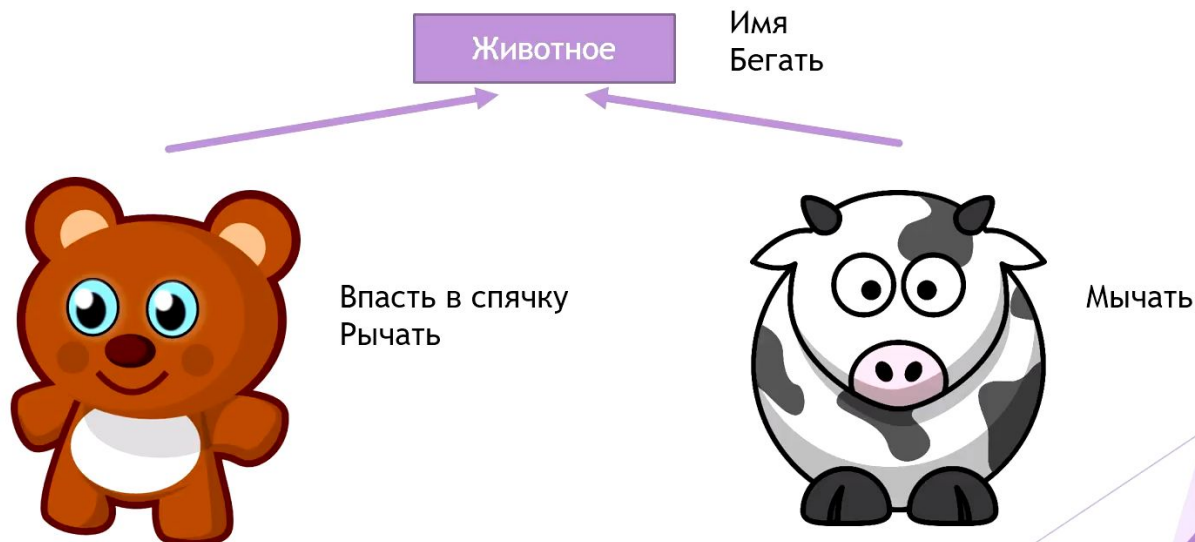 Животное
Имя
Бегать
Впасть в спячку
Рычать
Мычать